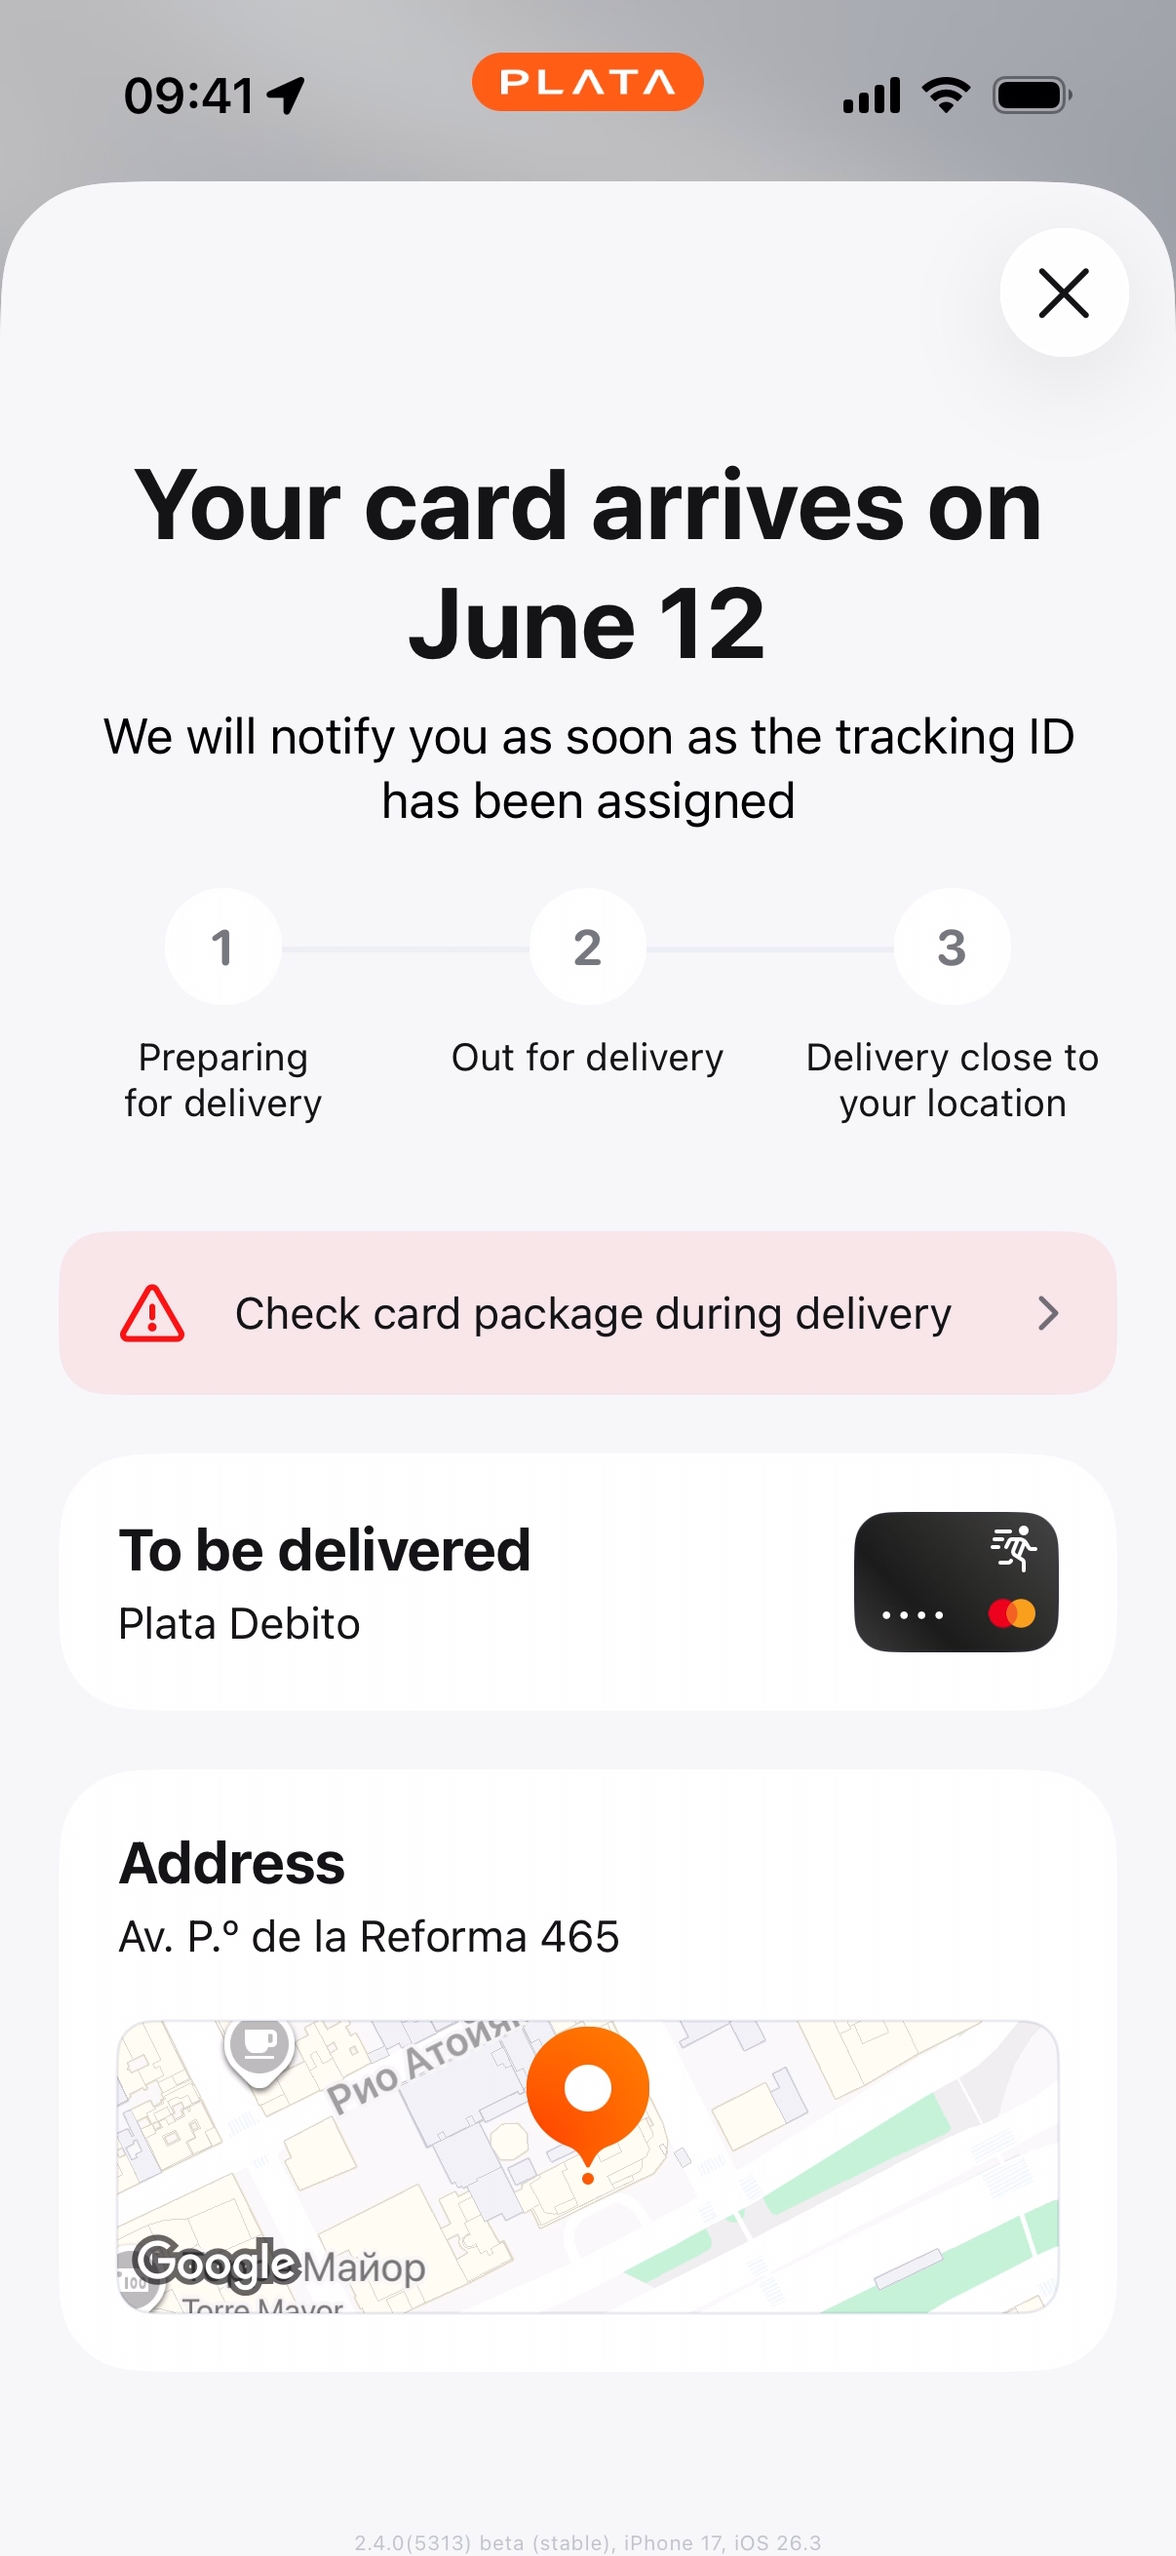 09:41
PLATA
Your card arrives on
June 12
We will notify you as soon as the tracking ID
has been assigned
1
2
3
Preparing
for delivery
Out for delivery
Delivery close to
your location
Check card package during delivery
To be delivered
Plata Debito
Address
Av. P.º de la Reforma 465
Рио Атойяк
Google
Майор
Torre Mayor
2.4.0(5313) beta (stable), iPhone 17, iOS 26.3